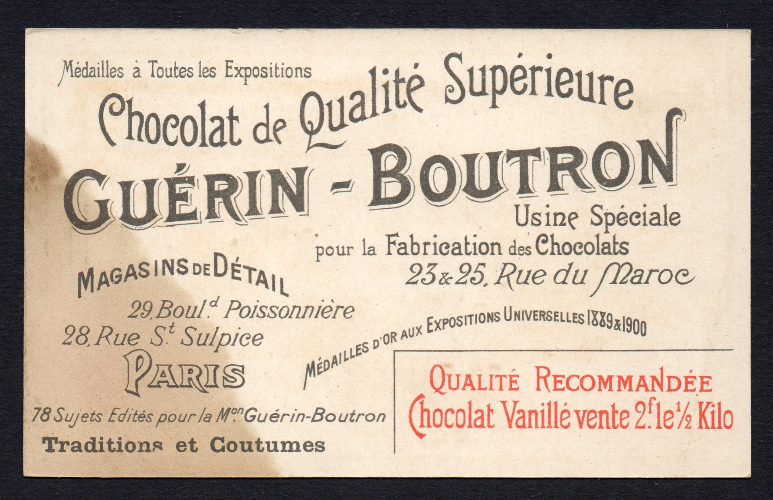 Médailles à Toutes les Expositions
Chocolat de Qualité Supérieure
GUÉRIN-BOUTRON
Usine Spéciale
pour la Fabrication des Chocolats
23 & 25, Rue du Maroc
MAGASINS DE DÉTAIL
29, Boul.d Poissonnière
28, Rue St Sulpice
PARIS
MÉDAILLES D'OR AUX EXPOSITIONS UNIVERSELLES 1889 & 1900
78 Sujets Edités pour la Mon Guérin-Boutron
Traditions et Coutumes
QUALITÉ RECOMMANDÉE
Chocolat Vanillé vente 2f. le ½ Kilo